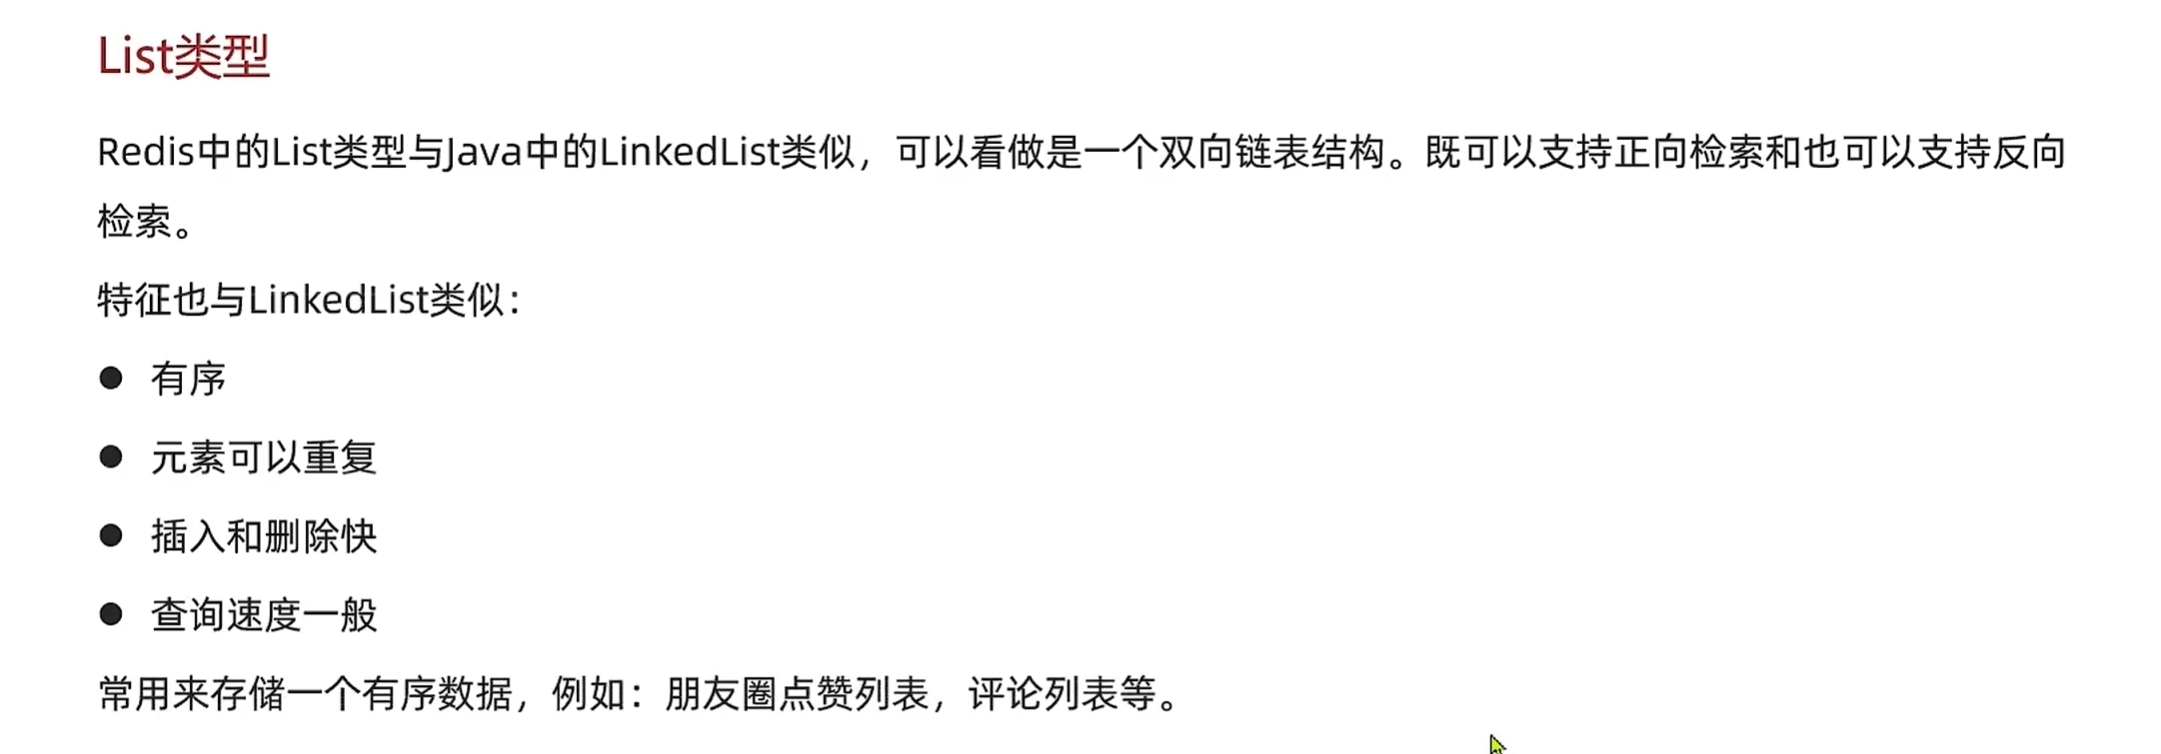 List类型
Redis中的List类型与Java中的LinkedList类似，可以看做是一个双向链表结构。既可以支持正向检索和也可以支持反向
检索。
特征也与LinkedList类似：
● 有序
● 元素可以重复
● 插入和删除快
● 查询速度一般
常用来存储一个有序数据，例如：朋友圈点赞列表，评论列表等。